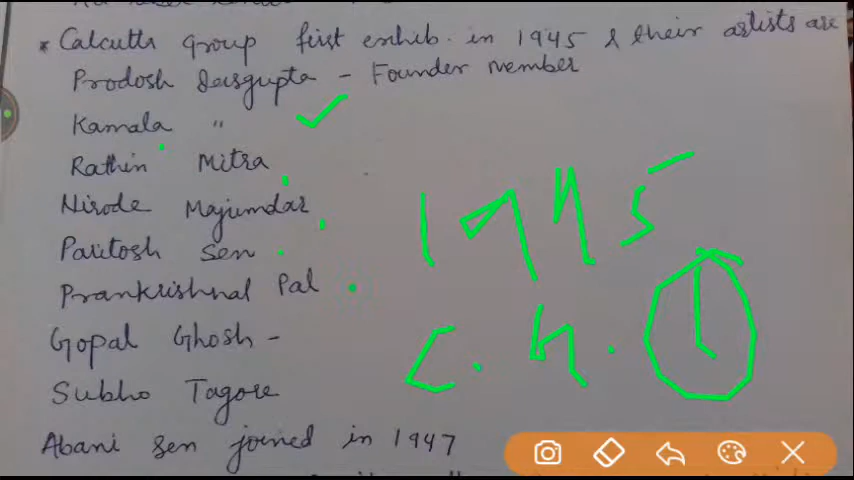 * Calcutta group first exhib. in 1945 & their artists are
Prodosh Dasgupta - Founder member
Kamala "
Rathin Mitra
Nirode Majumdar
Paritosh Sen
Prankrishnal Pal
Gopal Ghosh -
Subho Tagore
Abani Sen joined in 1947
1945